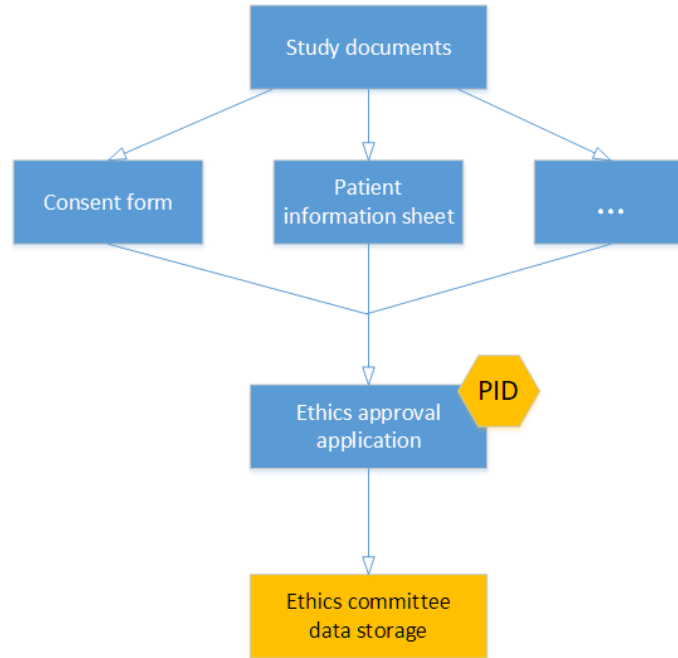 Study documents
Consent form
Patient
information sheet
...
PID
Ethics approval
application
Ethics committee
data storage